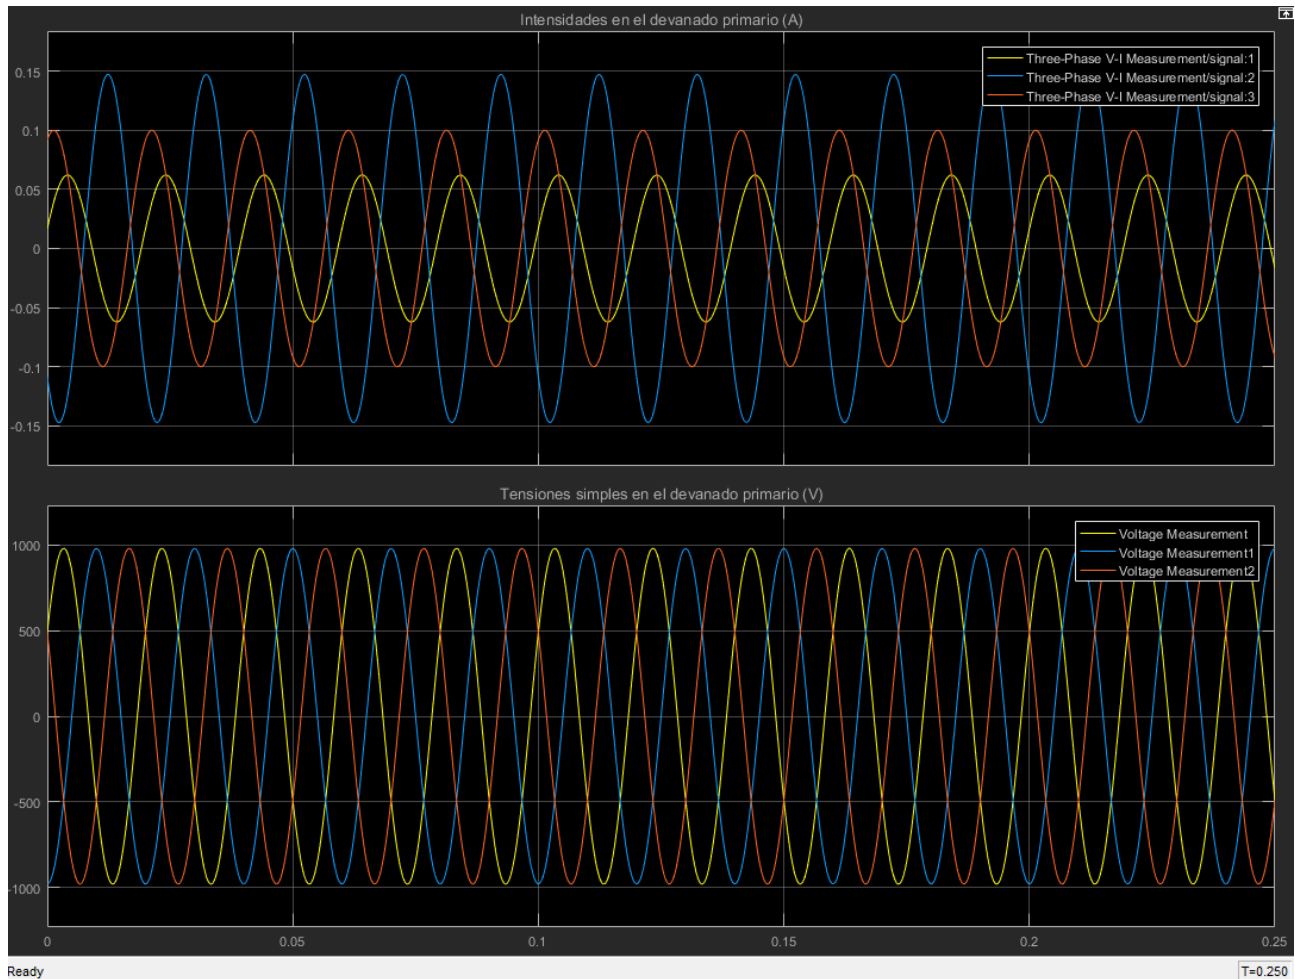 Intensidades en el devanado primario (A)
Three-Phase V-I Measurement/signal:1
Three-Phase V-I Measurement/signal:2
Three-Phase V-I Measurement/signal:3
0.15
0.1
0.05
0
-0.05
-0.1
-0.15
Tensiones simples en el devanado primario (V)
Voltage Measurement
Voltage Measurement1
Voltage Measurement2
1000
500
0
-500
-1000
0 0.05 0.1 0.15 0.2 0.25
Ready T=0.250